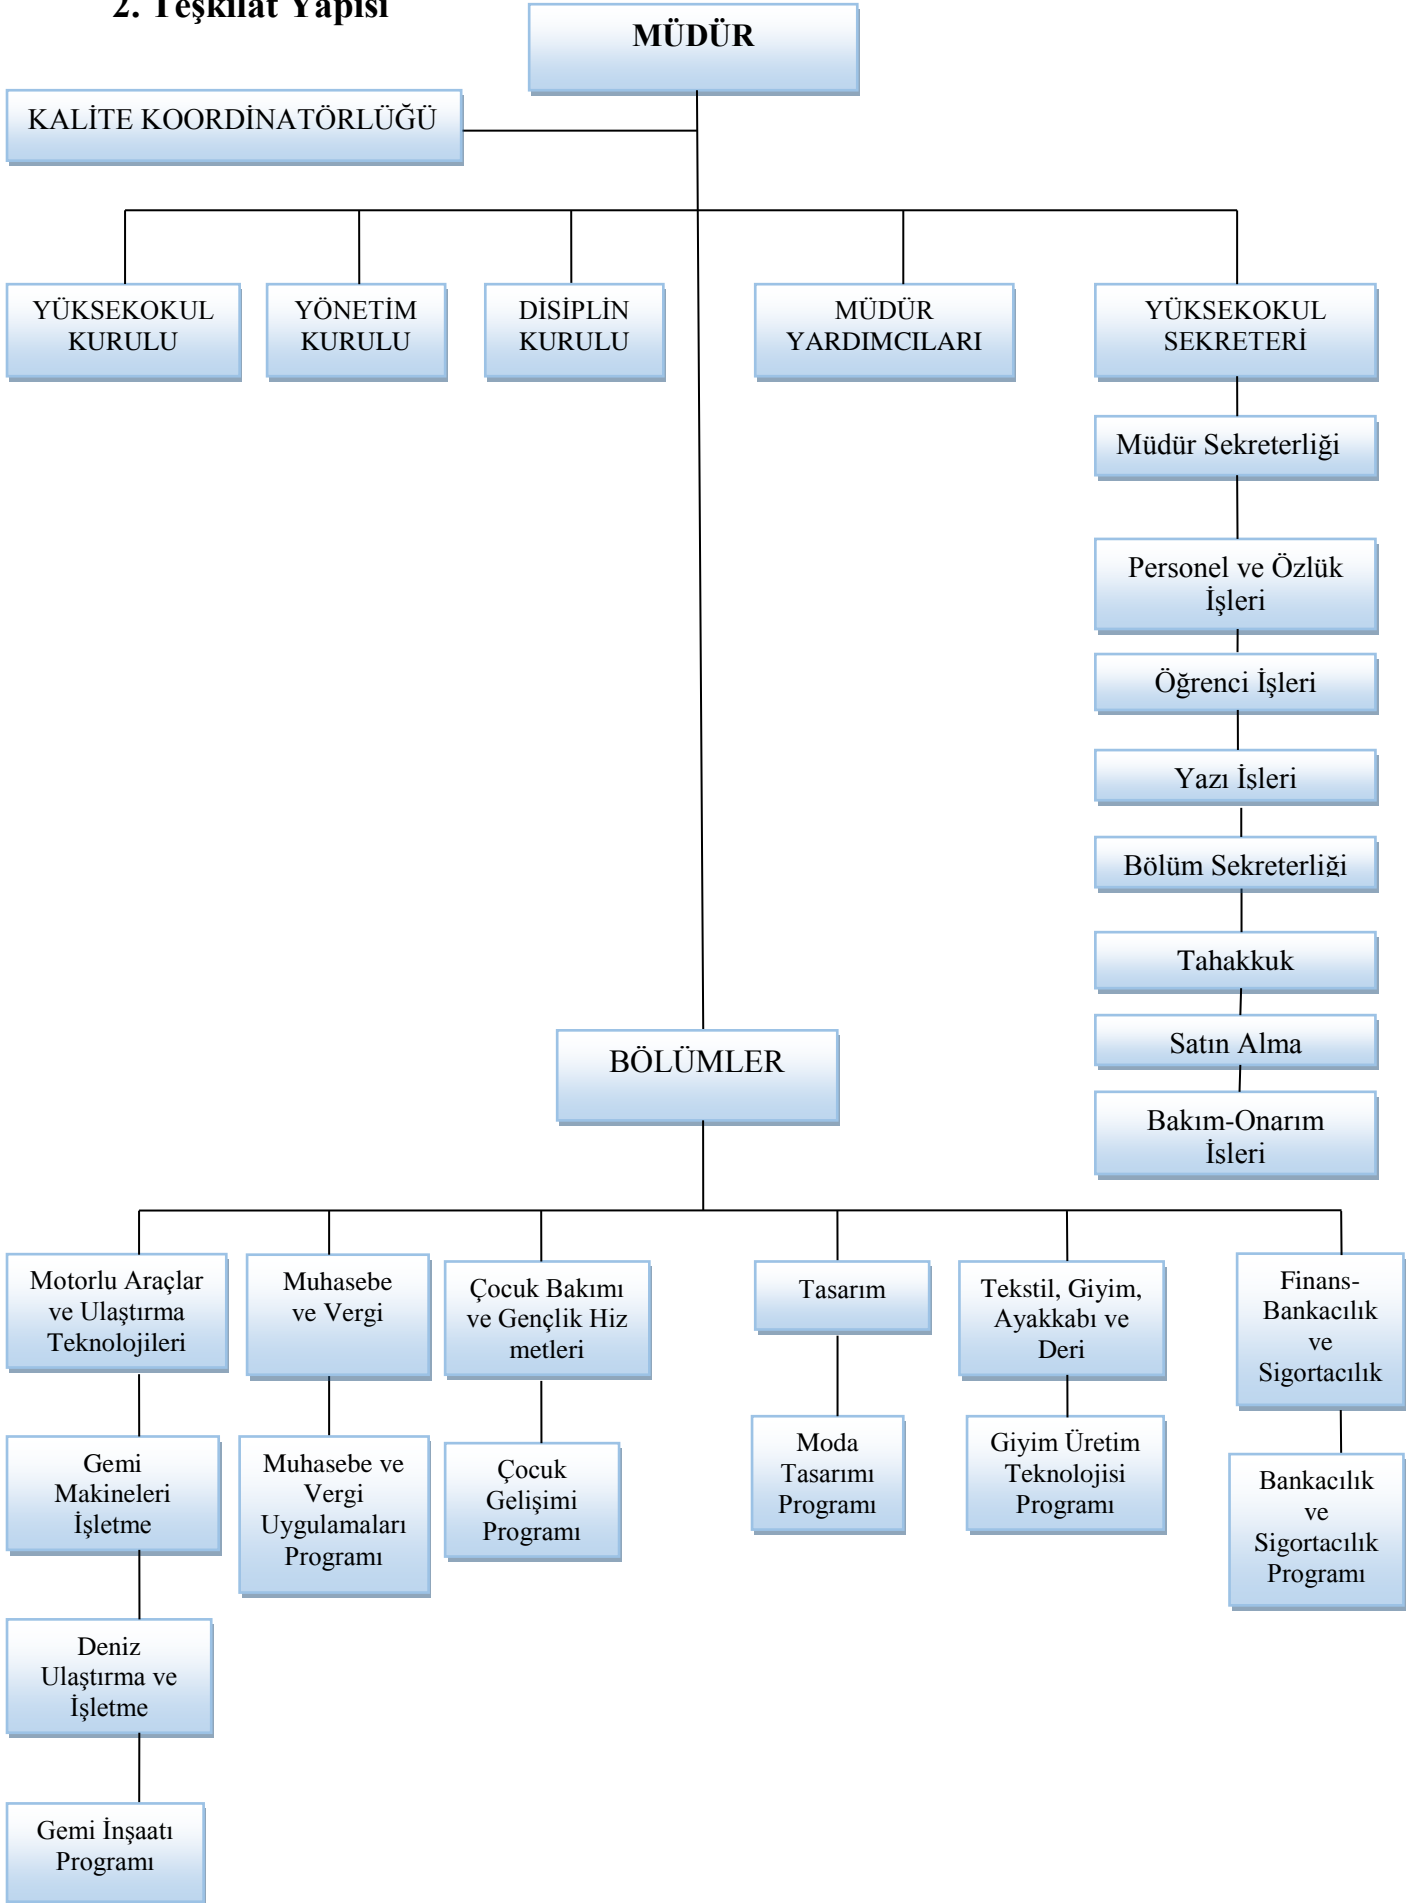 2. Teşkilat Yapısı
MÜDÜR
KALİTE KOORDİNATÖRLÜĞÜ
YÜKSEKOKUL
KURULU
YÖNETİM
KURULU
DİSİPLİN
KURULU
MÜDÜR
YARDIMCILARI
YÜKSEKOKUL
SEKRETERİ
Müdür Sekreterliği
Personel ve Özlük
İşleri
Öğrenci İşleri
Yazı İşleri
Bölüm Sekreterliği
Tahakkuk
Satın Alma
Bakım-Onarım
İşleri
BÖLÜMLER
Motorlu Araçlar
ve Ulaştırma
Teknolojileri
Muhasebe
ve Vergi
Çocuk Bakımı
ve Gençlik Hiz
metleri
Tasarım
Tekstil, Giyim,
Ayakkabı ve
Deri
Finans-
Bankacılık
ve
Sigortacılık
Gemi
Makineleri
İşletme
Muhasebe ve
Vergi
Uygulamaları
Programı
Çocuk
Gelişimi
Programı
Moda
Tasarımı
Programı
Giyim Üretim
Teknolojisi
Programı
Bankacılık
ve
Sigortacılık
Programı
Deniz
Ulaştırma ve
İşletme
Gemi İnşaatı
Programı